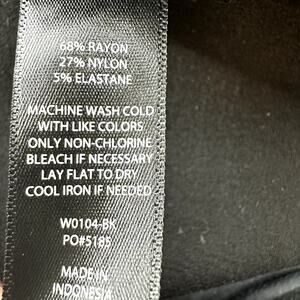 68% RAYON
27% NYLON
5% ELASTANE
MACHINE WASH COLD
WITH LIKE COLORS
ONLY NON-CHLORINE
BLEACH IF NECESSARY
LAY FLAT TO DRY
COOL IRON IF NEEDED
W0104-BK
PO#5185
MADE IN
INDONESIA